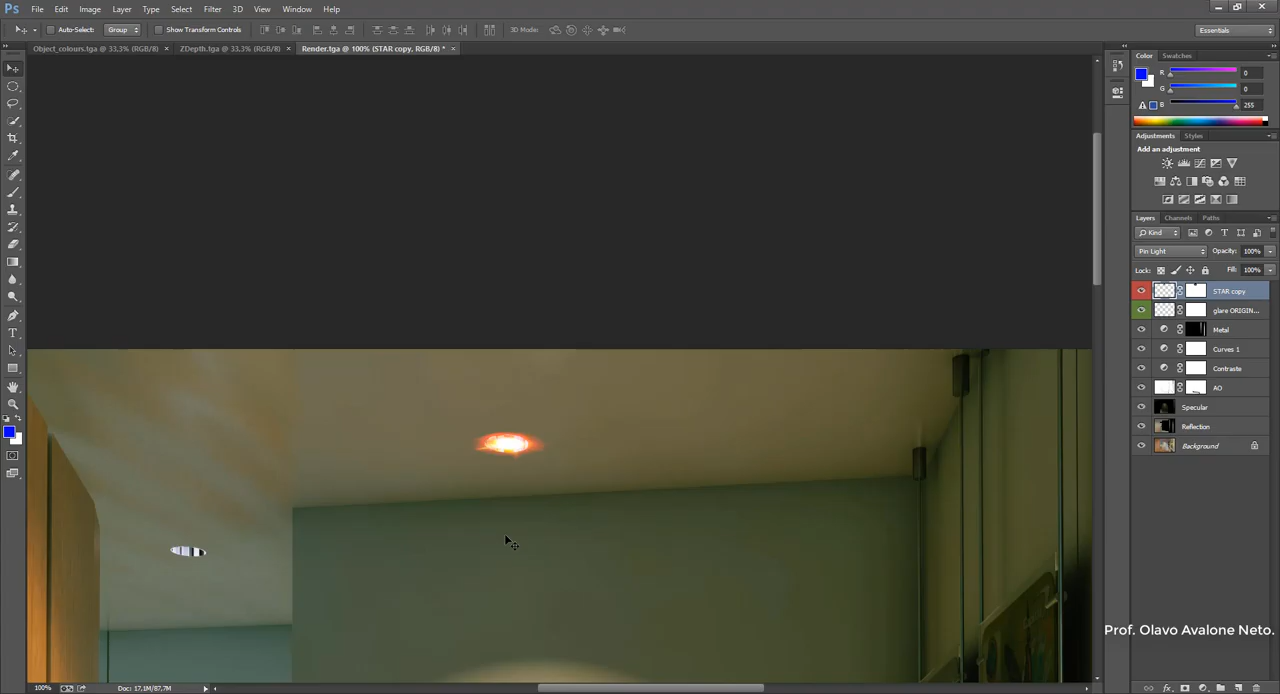 Ps File Edit Image Layer Type Select Filter 3D View Window Help
Auto-Select: Group Show Transform Controls 3D Mode: Essentials
Object_colours.tga @ 33.3% (RGB/8) × ZDepth.tga @ 33.3% (RGB/8) × Render.tga @ 100% (STAR copy, RGB/8) * ×
Color Swatches
R 0
G 0
B 255
Adjustments Styles
Add an adjustment
Layers Channels Paths
Kind
Pin Light Opacity: 100%
Lock: Fill: 100%
STAR copy
glare ORIGIN...
Metal
Curves 1
Contraste
AO
Specular
Reflection
Background
Prof. Olavo Avalone Neto.
100% Doc: 17,1M/87,7M